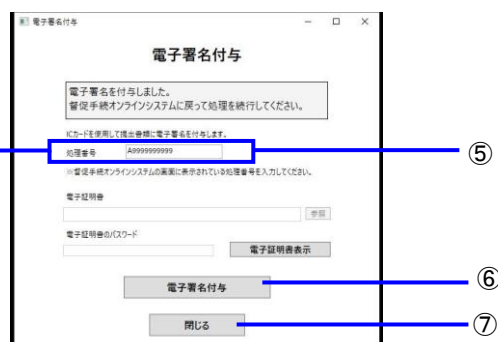 電子署名付与
電子署名付与
電子署名を付与しました。
督促手続オンラインシステムに戻って処理を続行してください。
ICカードを使用して提出書類に電子署名を付与します。
処理番号 A9999999999
⑤
※督促手続オンラインシステムの画面に表示されている処理番号を入力してください。
電子証明書
参照
電子証明書のパスワード
電子証明書表示
電子署名付与
⑥
閉じる
⑦